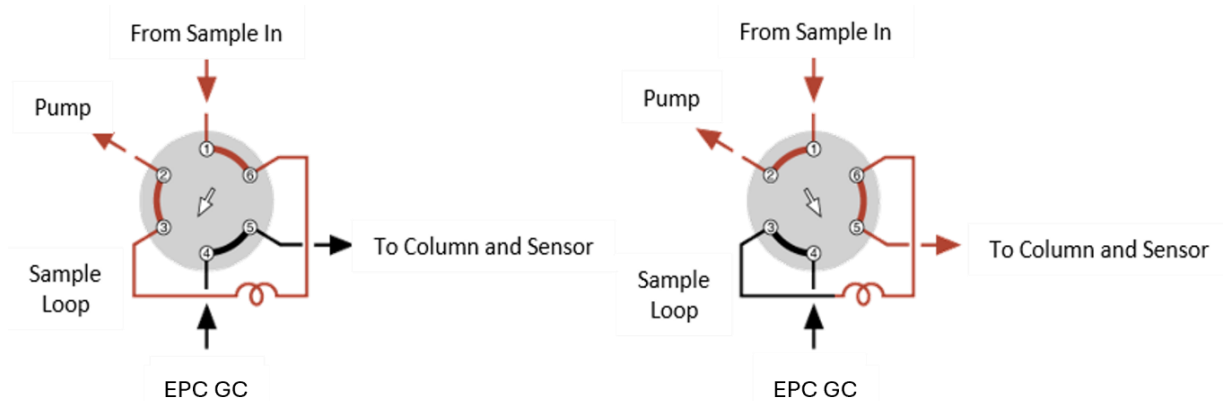 From Sample In
Pump
1
2
6
3
5
4
To Column and Sensor
Sample
Loop
EPC GC
From Sample In
Pump
1
2
6
3
5
4
To Column and Sensor
Sample
Loop
EPC GC